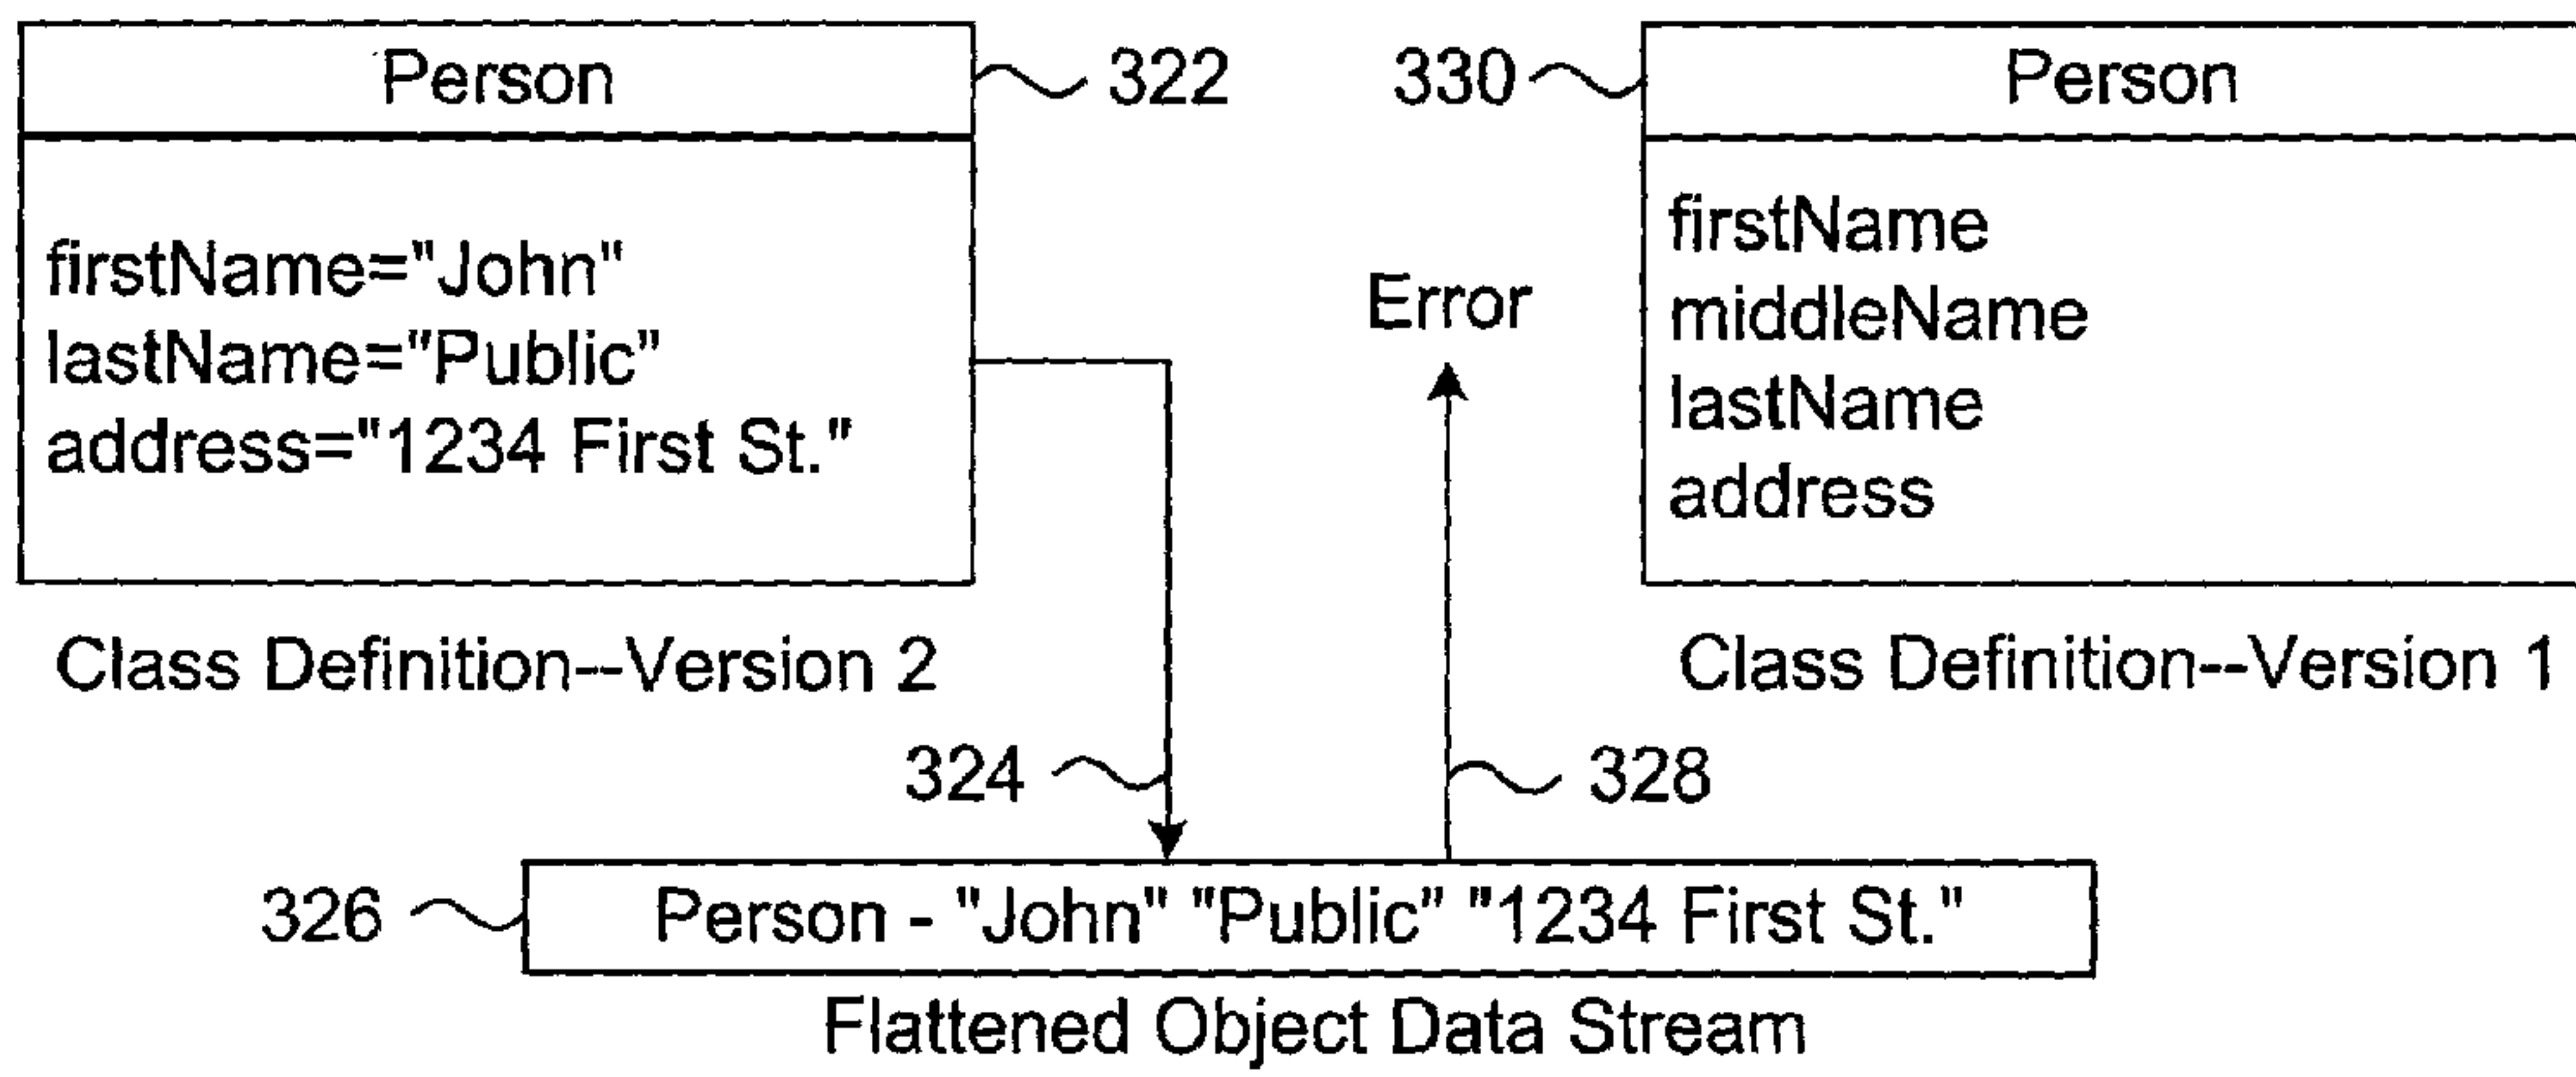 Person
322
330
Person
firstName="John"
lastName="Public"
address="1234 First St."
Error
firstName
middleName
lastName
address
Class Definition--Version 2
Class Definition--Version 1
324
328
326
Person - "John" "Public" "1234 First St."
Flattened Object Data Stream